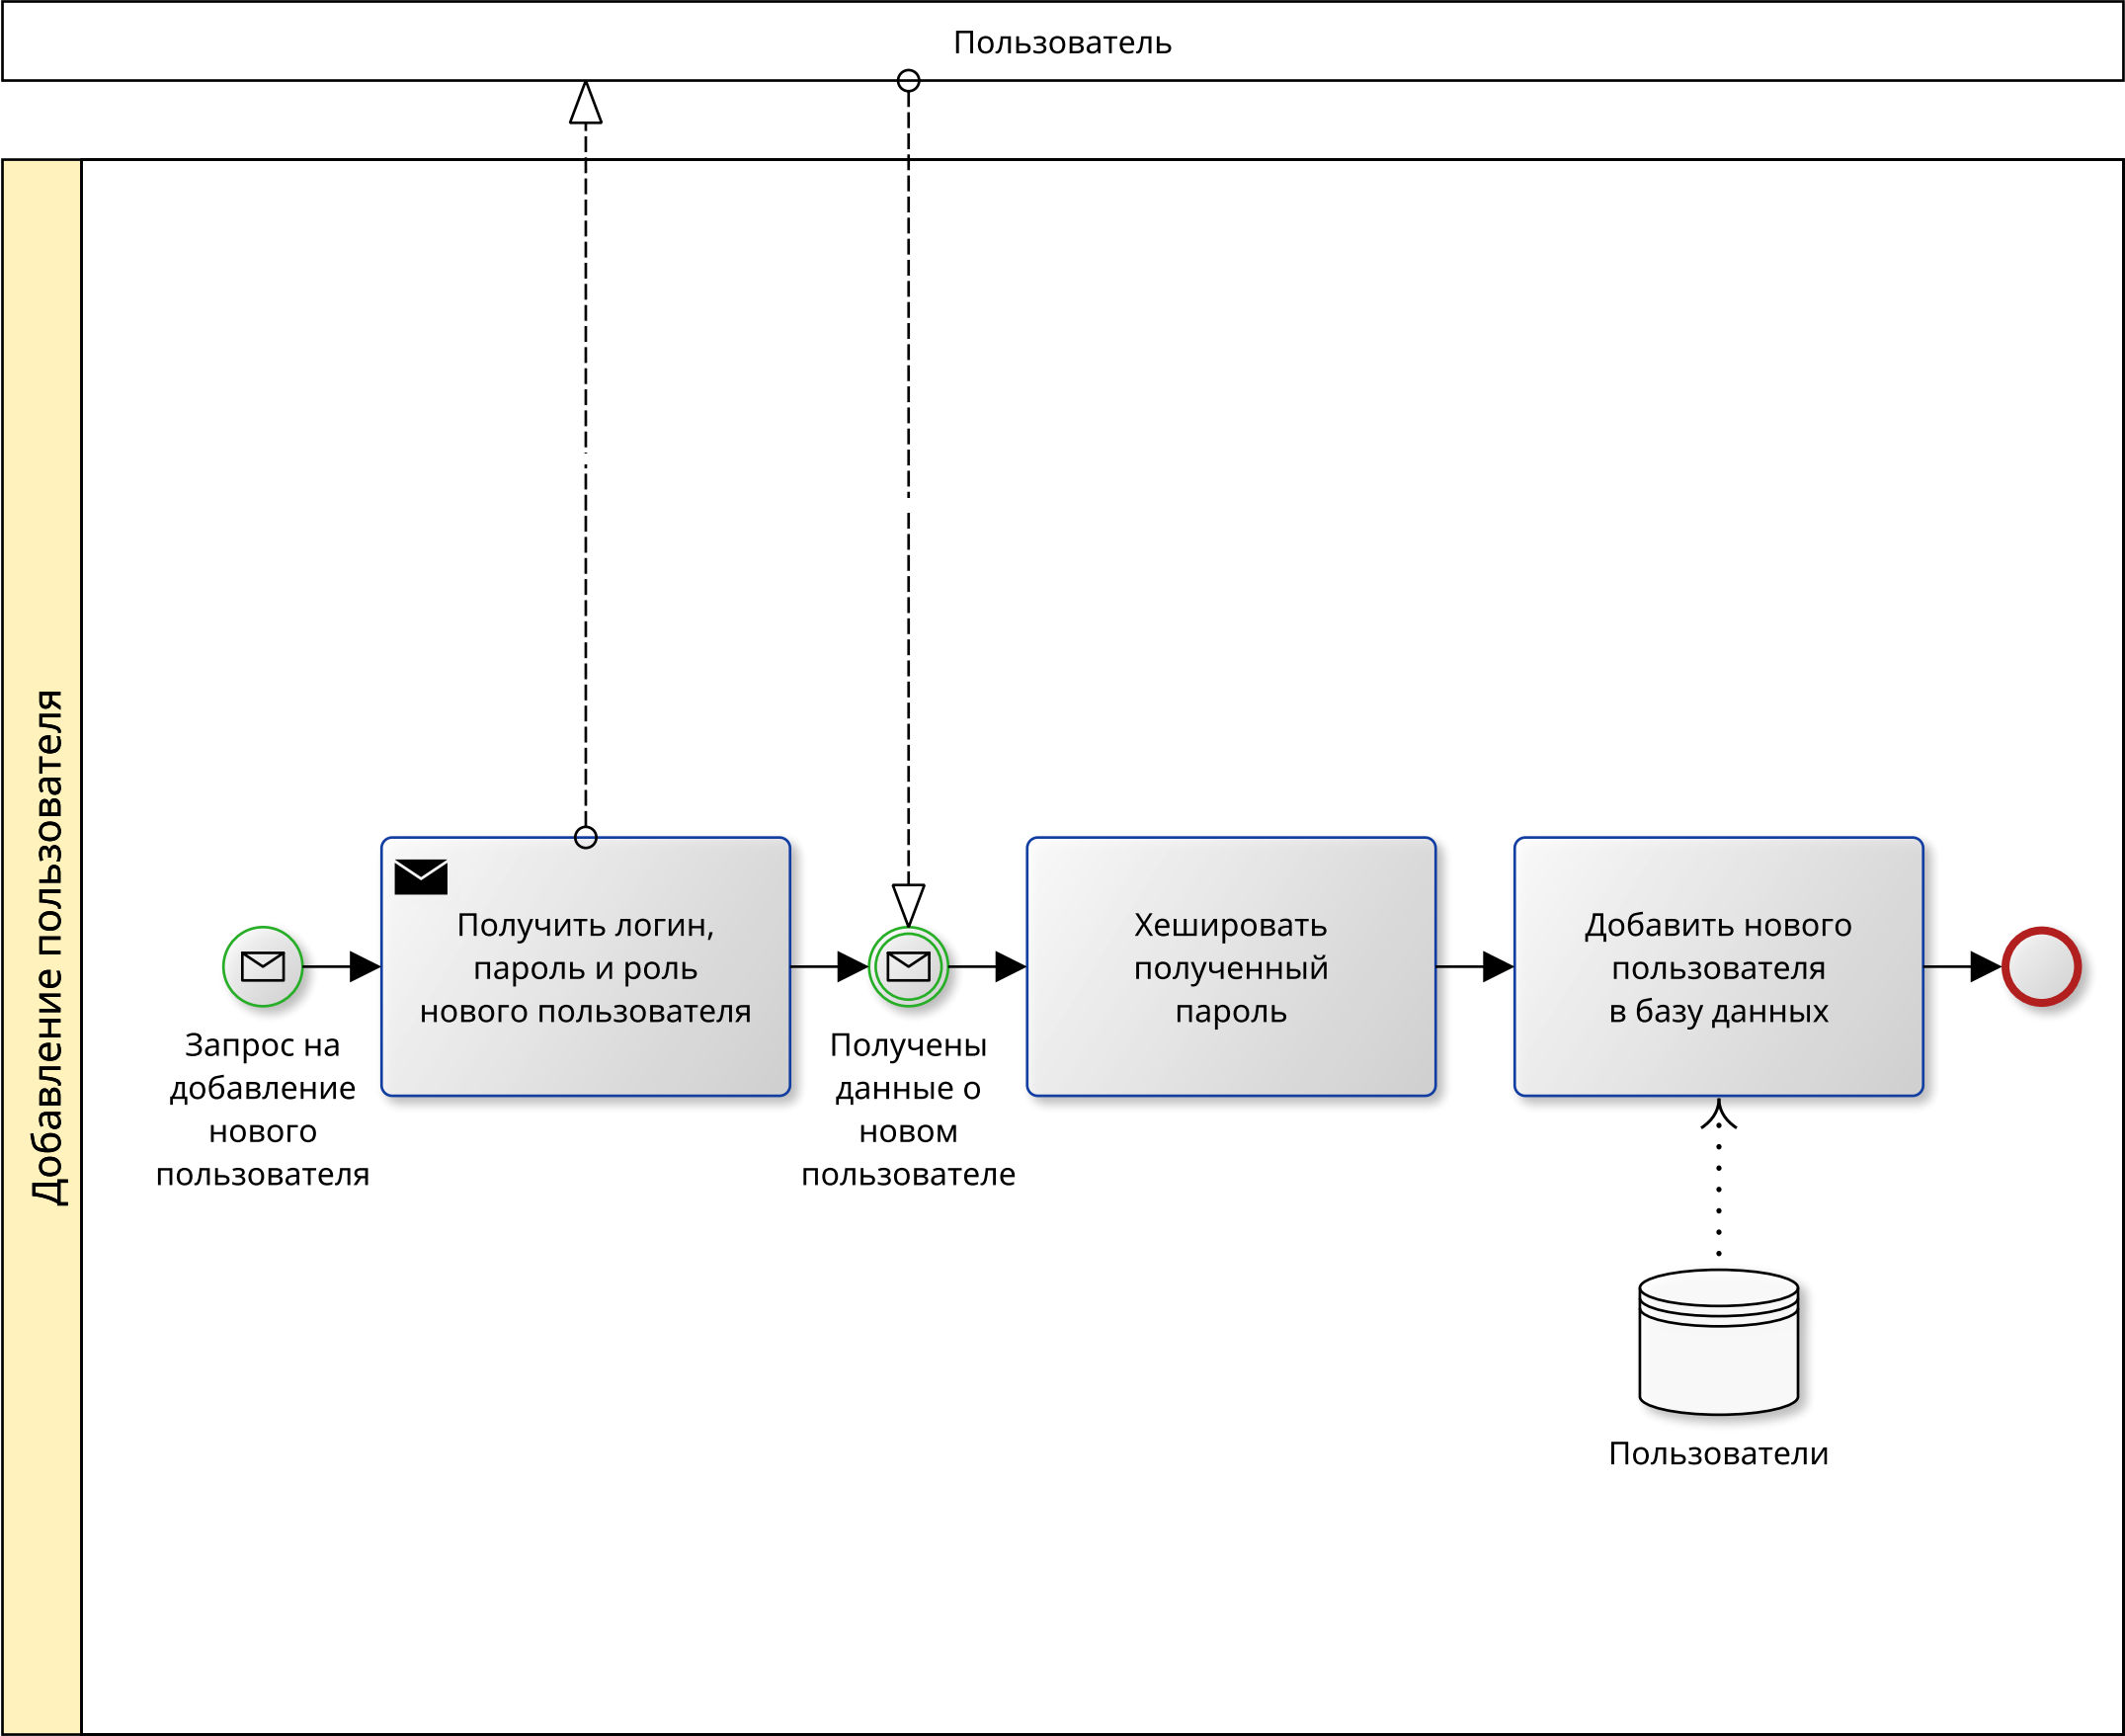 Пользователь
Добавление пользователя
Запрос на
добавление
нового
пользователя
Получить логин,
пароль и роль
нового пользователя
Получены
данные о
новом
пользователе
Хешировать
полученный
пароль
Добавить нового
пользователя
в базу данных
Пользователи